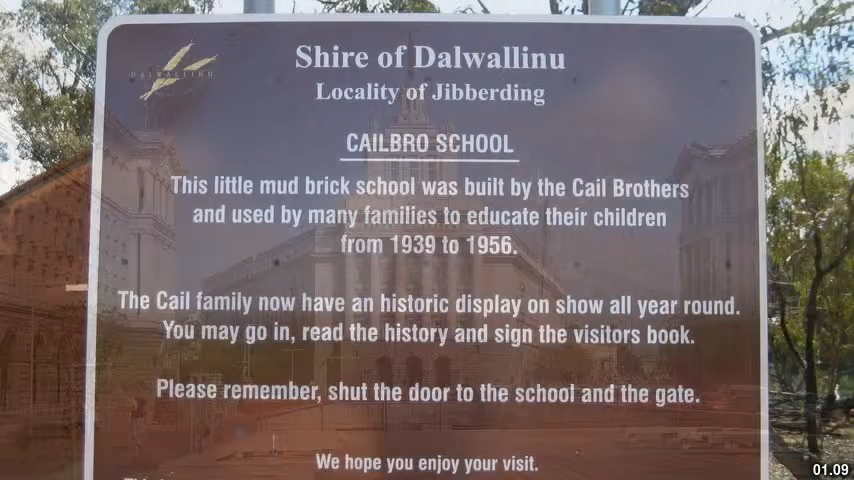 DALWALLINU
Shire of Dalwallinu
Locality of Jibberding
CAILBRO SCHOOL
This little mud brick school was built by the Cail Brothers
and used by many families to educate their children
from 1939 to 1956.
The Cail family now have an historic display on show all year round.
You may go in, read the history and sign the visitors book.
Please remember, shut the door to the school and the gate.
We hope you enjoy your visit.
01.09